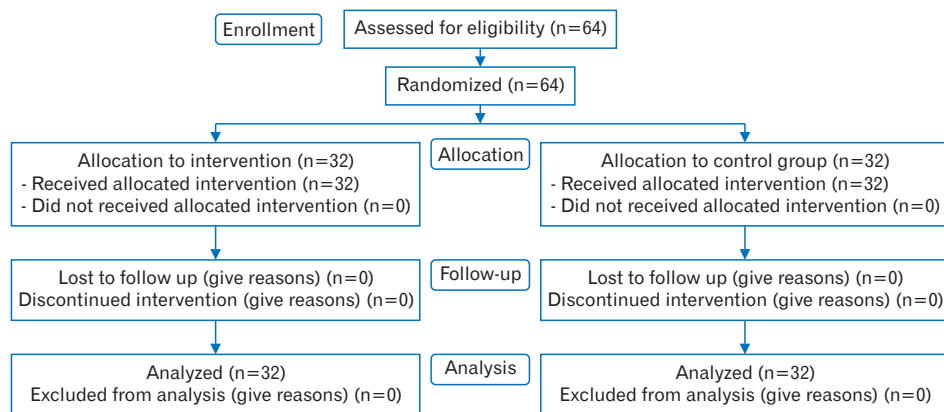 Enrollment
Assessed for eligibility (n=64)
Randomized (n=64)
Allocation
Allocation to intervention (n=32)
- Received allocated intervention (n=32)
- Did not received allocated intervention (n=0)
Allocation to control group (n=32)
- Received allocated intervention (n=32)
- Did not received allocated intervention (n=0)
Follow-up
Lost to follow up (give reasons) (n=0)
Discontinued intervention (give reasons) (n=0)
Lost to follow up (give reasons) (n=0)
Discontinued intervention (give reasons) (n=0)
Analysis
Analyzed (n=32)
Excluded from analysis (give reasons) (n=0)
Analyzed (n=32)
Excluded from analysis (give reasons) (n=0)